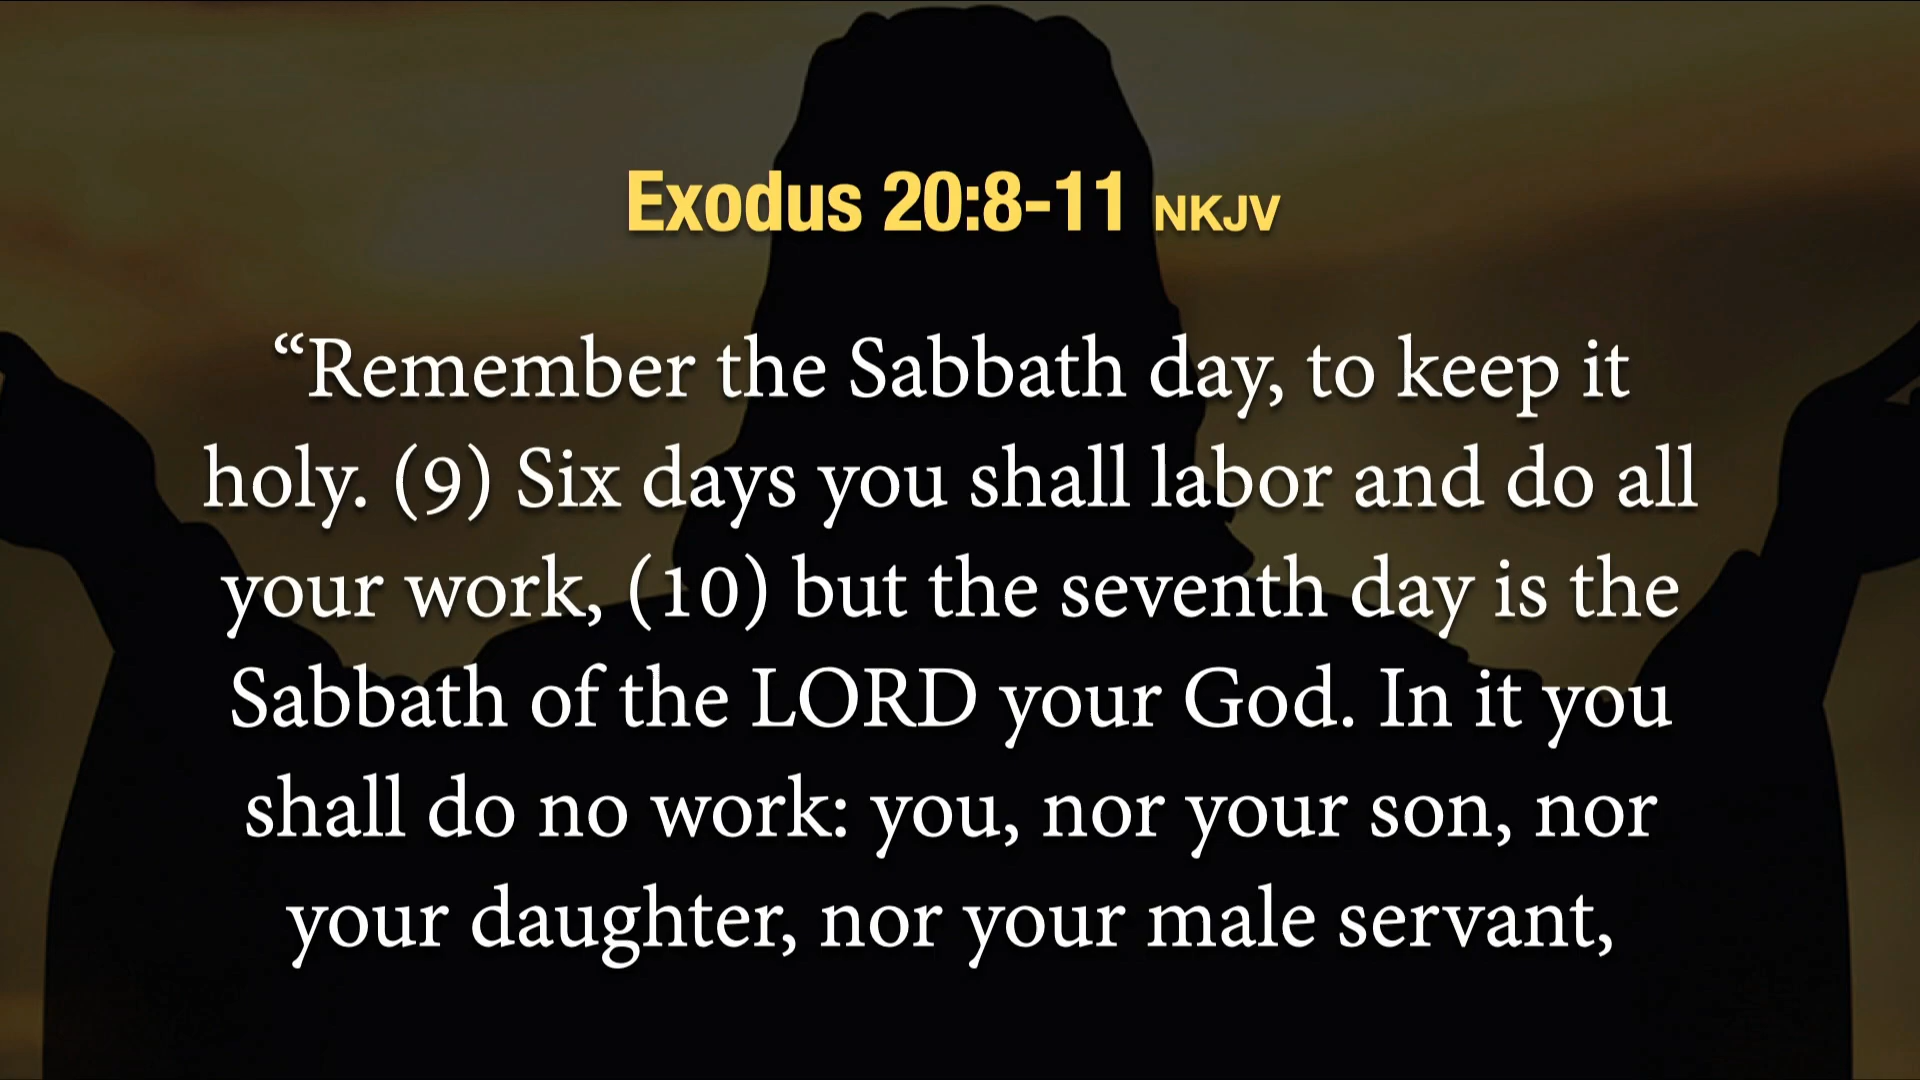 Exodus 20:8-11 NKJV
“Remember the Sabbath day, to keep it
holy. (9) Six days you shall labor and do all
your work, (10) but the seventh day is the
Sabbath of the LORD your God. In it you
shall do no work: you, nor your son, nor
your daughter, nor your male servant,